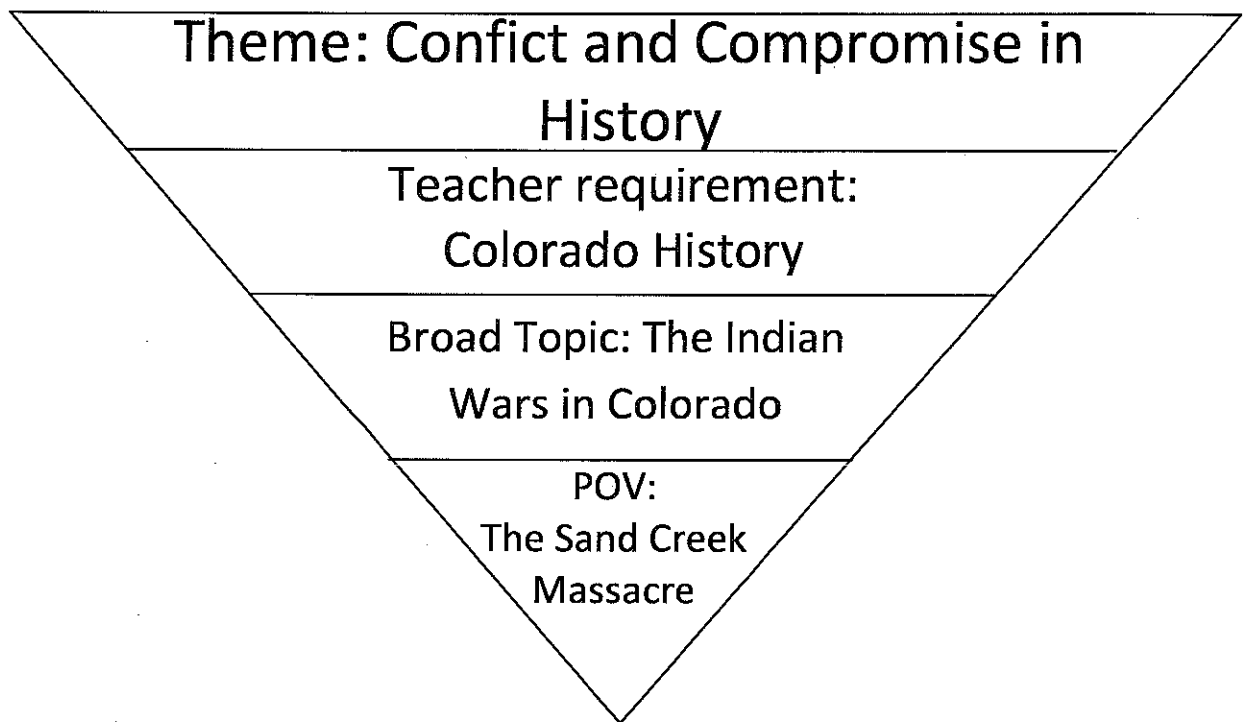 Theme: Confict and Compromise in
History
Teacher requirement:
Colorado History
Broad Topic: The Indian
Wars in Colorado
POV:
The Sand Creek
Massacre